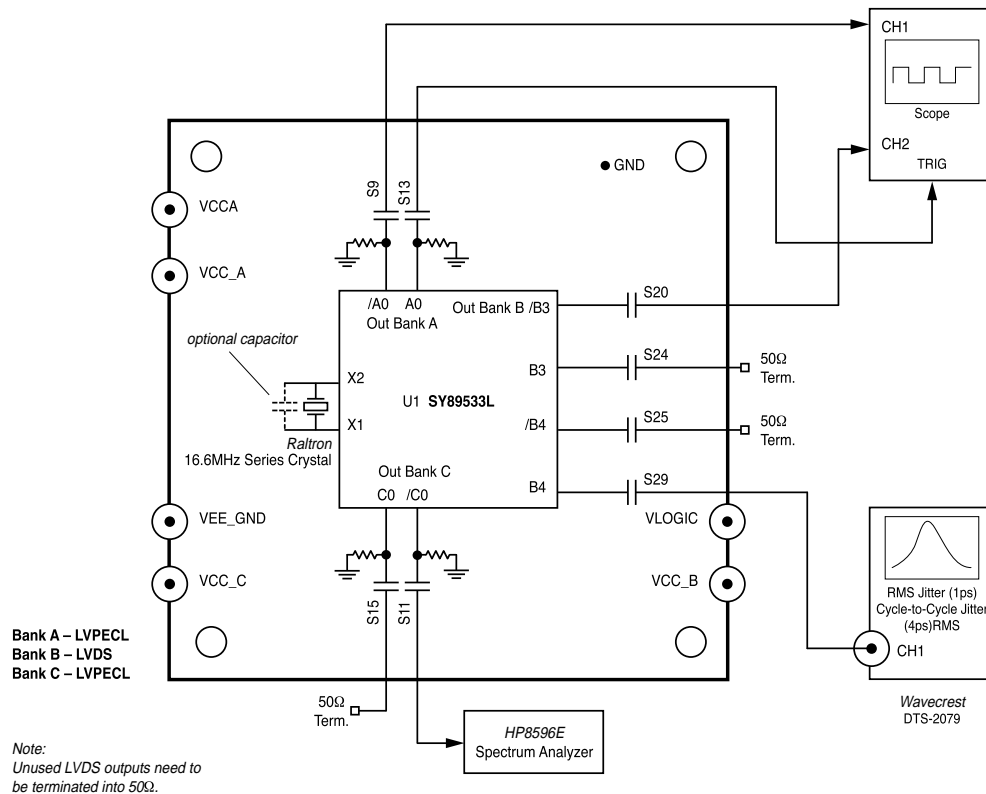 CH1
Scope
CH2
TRIG
S9
S13
GND
VCCA
VCC_A
/A0 A0
Out Bank A
Out Bank B /B3
S20
optional capacitor
X2
X1
U1 SY89533L
B3
S24
50Ω
Term.
/B4
S25
50Ω
Term.
Raltron
16.6MHz Series Crystal
Out Bank C
C0 /C0
B4
S29
VEE_GND
VCC_C
VLOGIC
VCC_B
S15
S11
RMS Jitter (1ps)
Cycle-to-Cycle Jitter
(4ps)RMS
CH1
Wavecrest
DTS-2079
Bank A – LVPECL
Bank B – LVDS
Bank C – LVPECL
50Ω
Term.
HP8596E
Spectrum Analyzer
Note:
Unused LVDS outputs need to
be terminated into 50Ω.